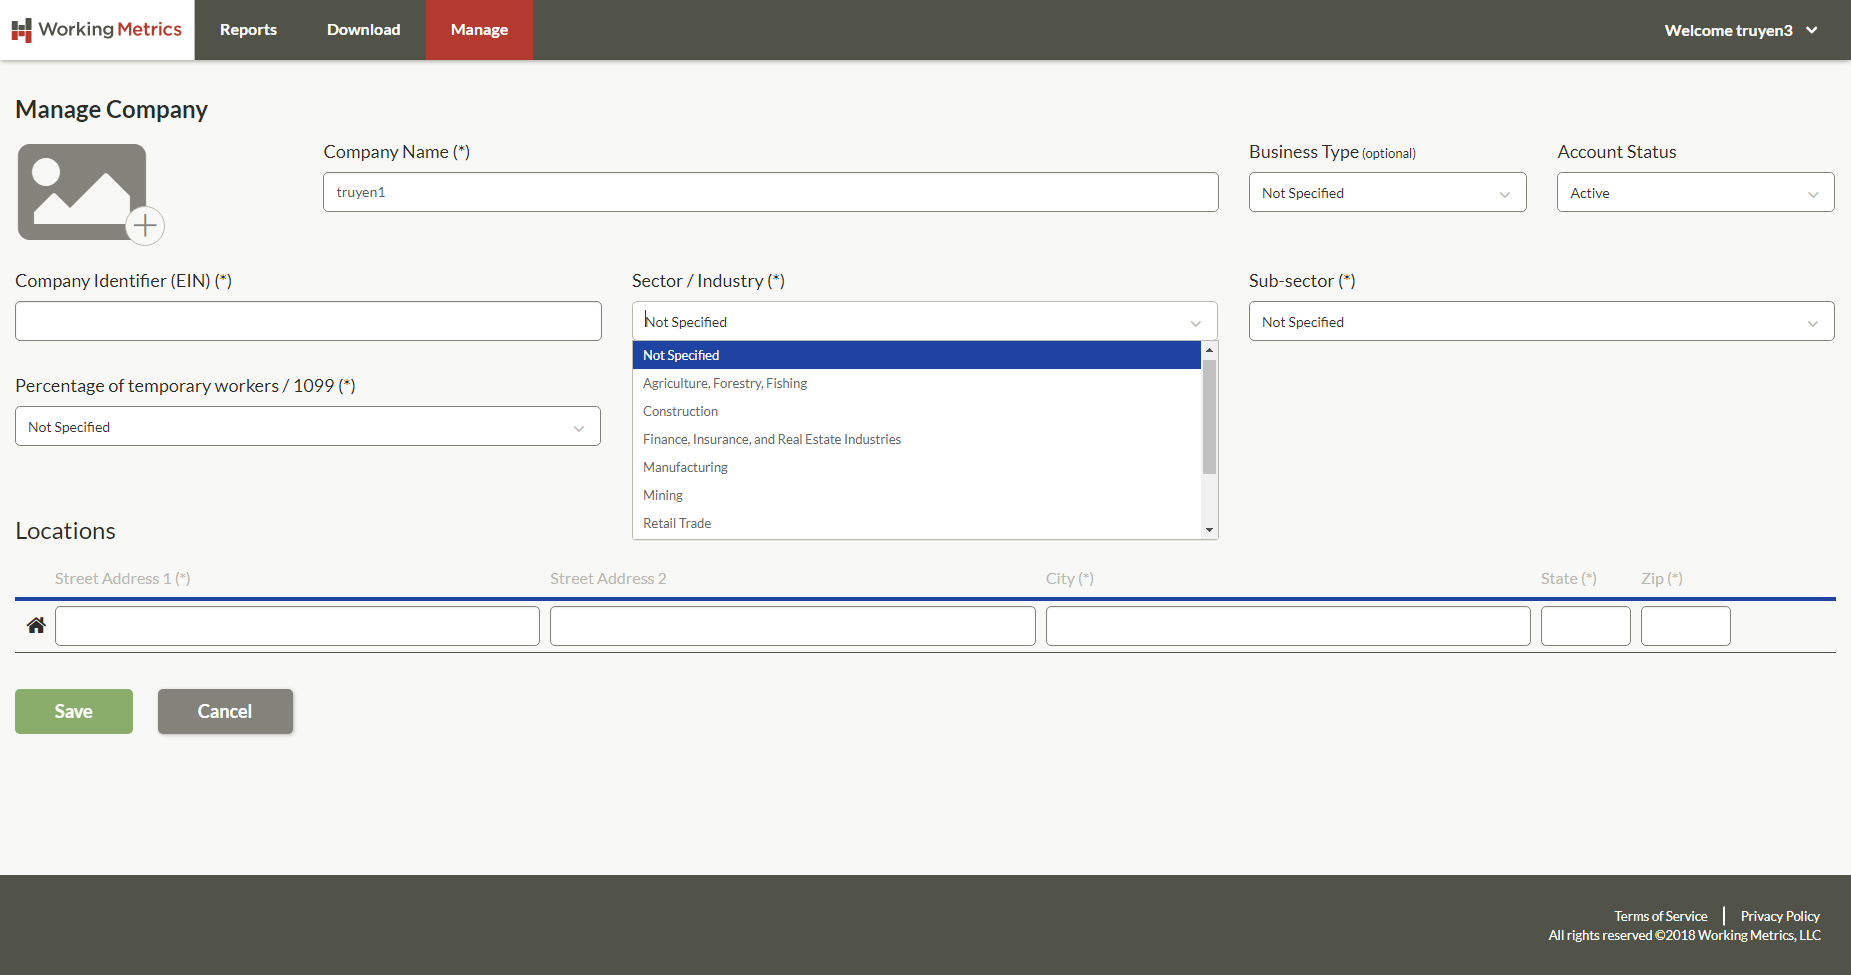 Working Metrics
Reports
Download
Manage
Welcome truyen3
Manage Company
Company Name (*)
truyen1
Business Type (optional)
Not Specified
Account Status
Active
Company Identifier (EIN) (*)
Sector / Industry (*)
Not Specified
Not Specified
Agriculture, Forestry, Fishing
Construction
Finance, Insurance, and Real Estate Industries
Manufacturing
Mining
Retail Trade
Sub-sector (*)
Not Specified
Percentage of temporary workers / 1099 (*)
Not Specified
Locations
Street Address 1 (*)
Street Address 2
City (*)
State (*)
Zip (*)
Save
Cancel
Terms of Service
Privacy Policy
All rights reserved ©2018 Working Metrics, LLC